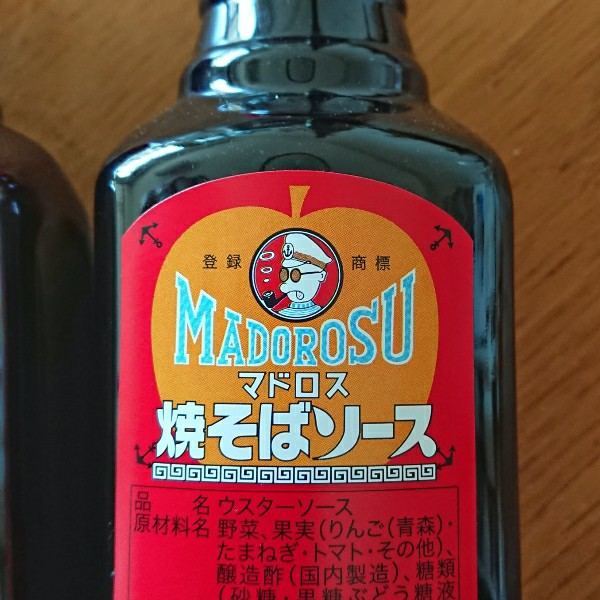 登録 商標
MADOROSU
マドロス
焼そばソース
品名 ウスターソース
原材料名 野菜、果実(りんご(青森)・
たまねぎ・トマト・その他)、
醸造酢(国内製造)、糖類
(砂糖・黒糖ぶどう糖液